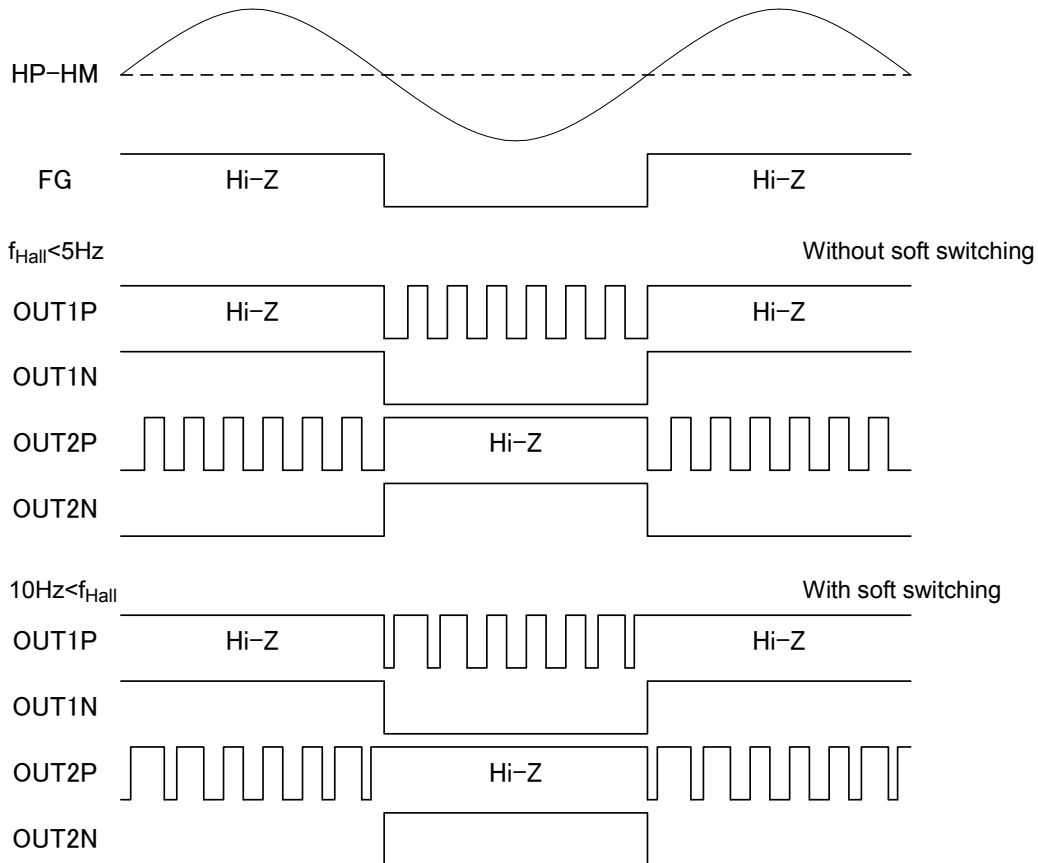 HP-HM
FG Hi-Z Hi-Z
fHall<5Hz Without soft switching
OUT1P Hi-Z Hi-Z
OUT1N
OUT2P Hi-Z
OUT2N
10Hz<fHall With soft switching
OUT1P Hi-Z Hi-Z
OUT1N
OUT2P Hi-Z
OUT2N